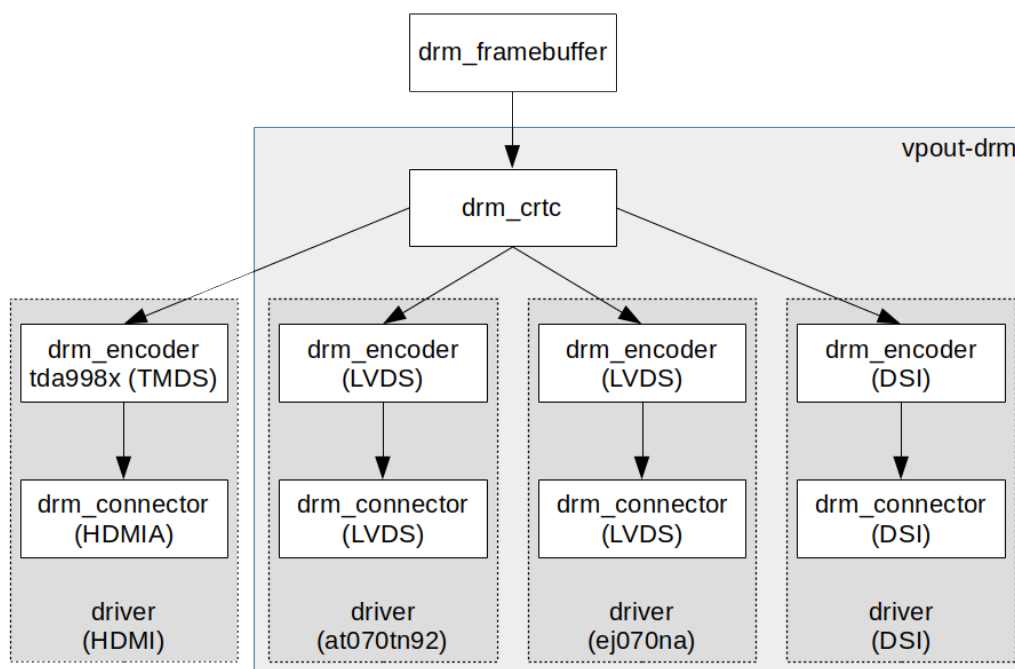 drm_framebuffer
vpout-drm
drm_crtc
drm_encoder
tda998x (TMDS)
drm_encoder
(LVDS)
drm_encoder
(LVDS)
drm_encoder
(DSI)
drm_connector
(HDMIA)
drm_connector
(LVDS)
drm_connector
(LVDS)
drm_connector
(DSI)
driver
(HDMI)
driver
(at070tn92)
driver
(ej070na)
driver
(DSI)